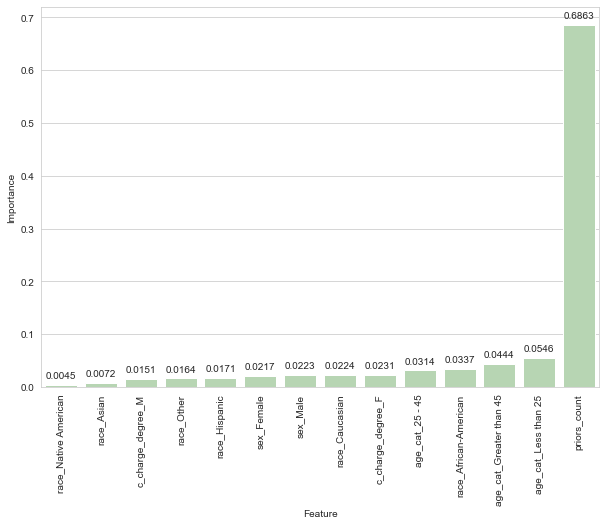 0.7
0.6
0.5
0.4
0.3
0.2
0.1
0.0
Importance
0.0045
0.0072
0.0151
0.0164
0.0171
0.0217
0.0223
0.0224
0.0231
0.0314
0.0337
0.0444
0.0546
0.6863
race_Native American
race_Asian
c_charge_degree_M
race_Other
race_Hispanic
sex_Female
sex_Male
race_Caucasian
c_charge_degree_F
age_cat_25 - 45
race_African-American
age_cat_Greater than 45
age_cat_Less than 25
priors_count
Feature